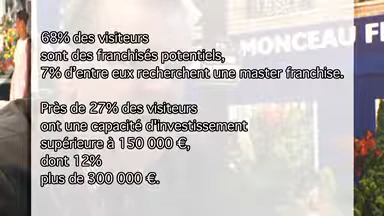 MONCEAU F
68% des visiteurs
sont des franchisés potentiels,
7% d'entre eux recherchent une master franchise.
Près de 27% des visiteurs
ont une capacité d'investissement
supérieure à 150 000 €,
dont 12%
plus de 300 000 €.